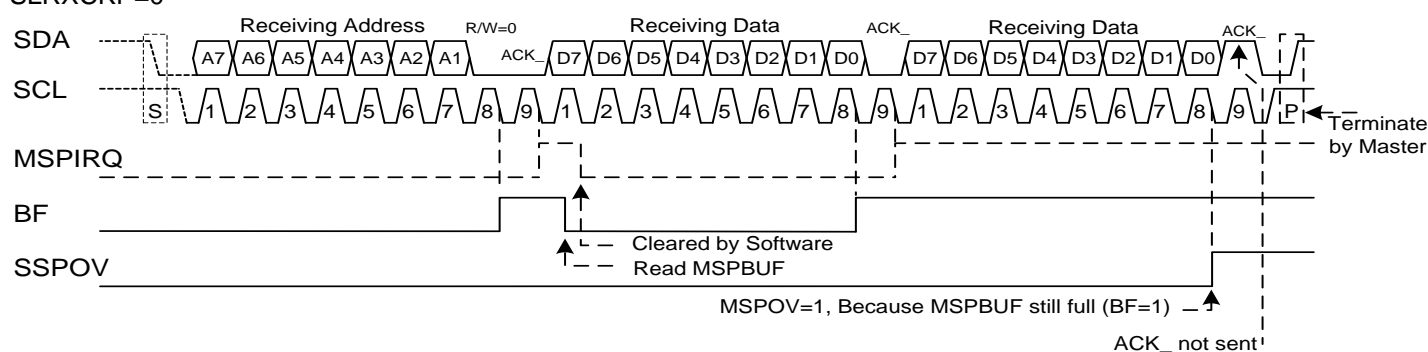 Receiving Address R/W=0 Receiving Data ACK_ Receiving Data ACK_
SDA A7 A6 A5 A4 A3 A2 A1 ACK_ D7 D6 D5 D4 D3 D2 D1 D0 D7 D6 D5 D4 D3 D2 D1 D0
SCL S 1 2 3 4 5 6 7 8 9 1 2 3 4 5 6 7 8 9 1 2 3 4 5 6 7 8 9 P
Terminate
by Master
MSPIRQ
BF
Cleared by Software
Read MSPBUF
SSPOV
MSPOV=1, Because MSPBUF still full (BF=1)
ACK_ not sent